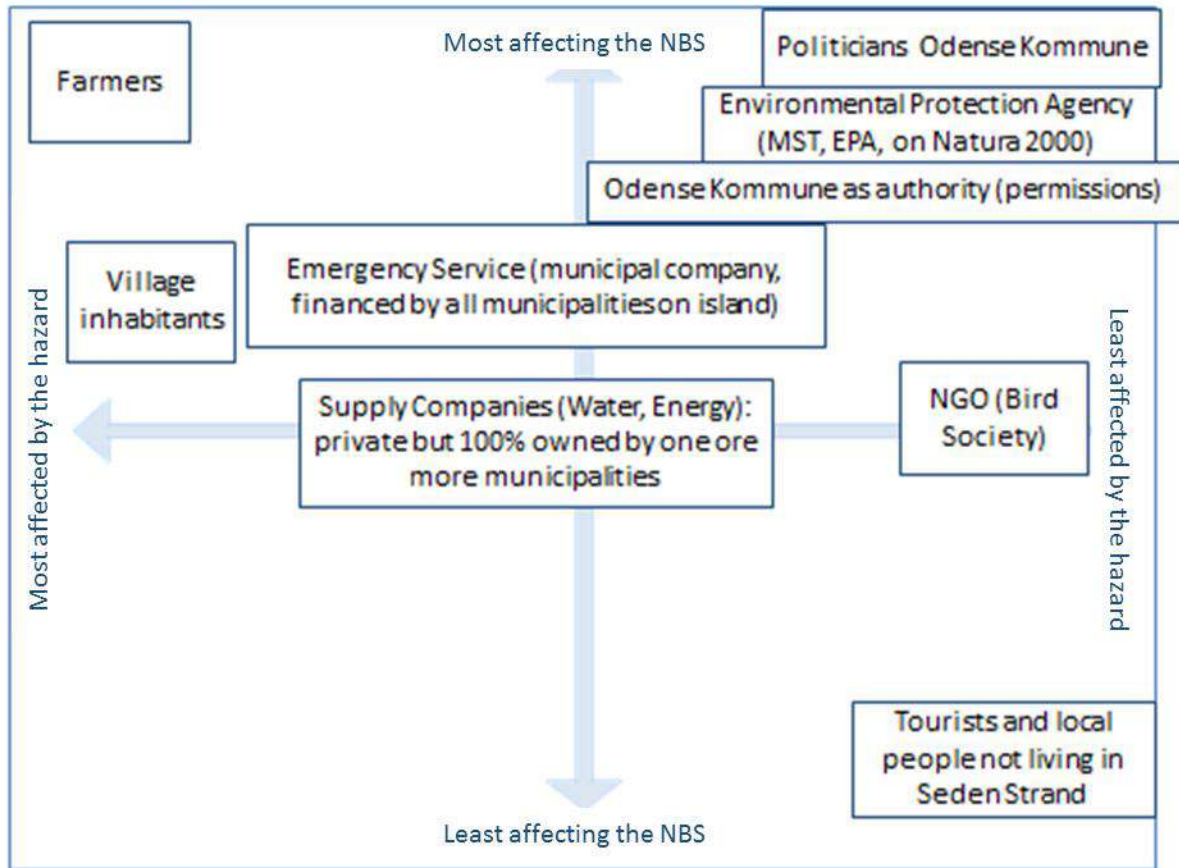 Most affecting the NBS
Politicians Odense Kommune
Farmers
Environmental Protection Agency
(MST, EPA, on Natura 2000)
Odense Kommune as authority (permissions)
Village
inhabitants
Emergency Service (municipal company,
financed by all municipalities on island)
Most affected by the hazard
Least affected by the hazard
Supply Companies (Water, Energy):
private but 100% owned by one ore
more municipalities
NGO (Bird
Society)
Tourists and local
people not living in
Seden Strand
Least affecting the NBS